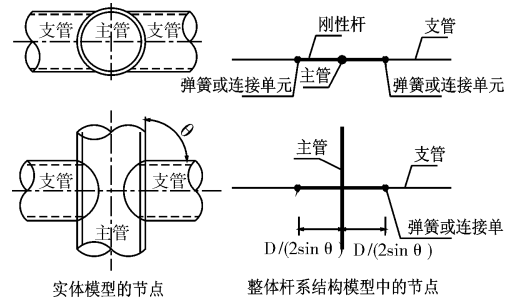 支管 主管 支管
刚性杆
支管
弹簧或连接单元 主管 弹簧或连接单元
θ
支管 支管
主管
主管
支管
弹簧或连接单
D/(2sin θ) D/(2sin θ)
实体模型的节点
整体杆系结构模型中的节点